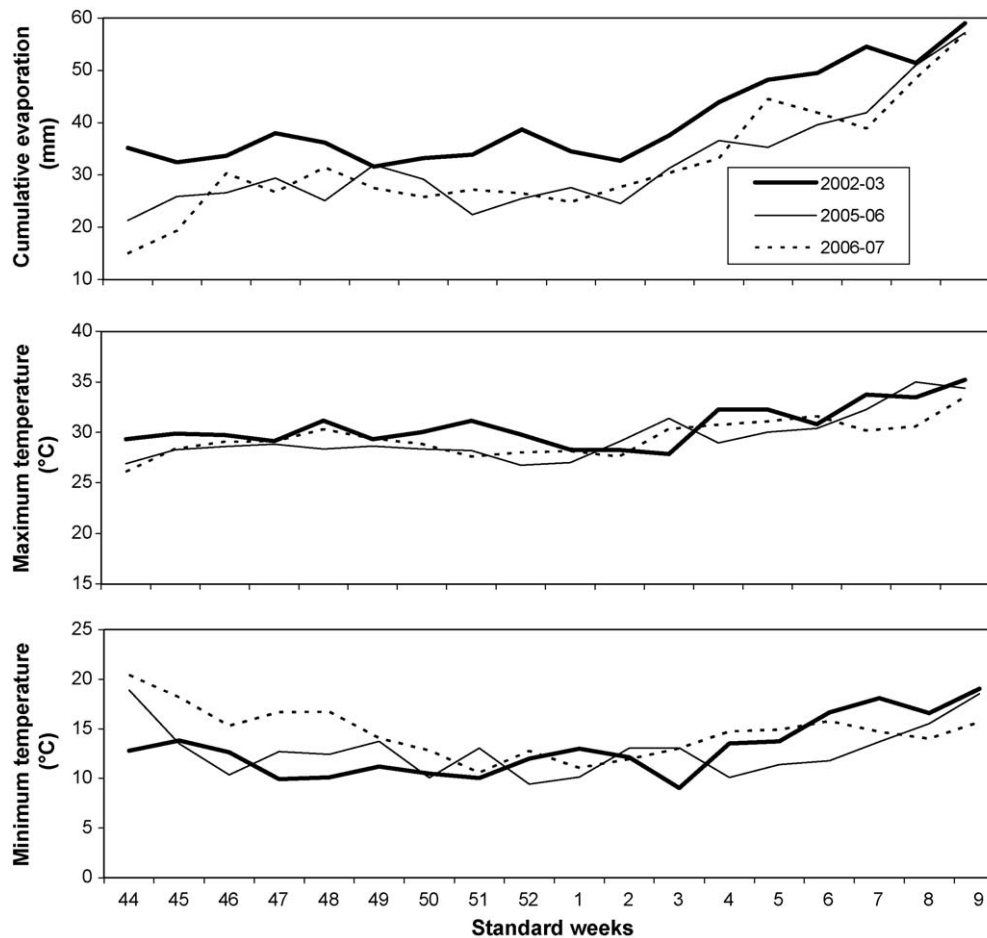 Cumulative evaporation
(mm)
60
50
40
30
20
10
2002-03
2005-06
2006-07
Maximum temperature
(°C)
40
35
30
25
20
15
Minimum temperature
(°C)
25
20
15
10
5
0
44 45 46 47 48 49 50 51 52 1 2 3 4 5 6 7 8 9
Standard weeks